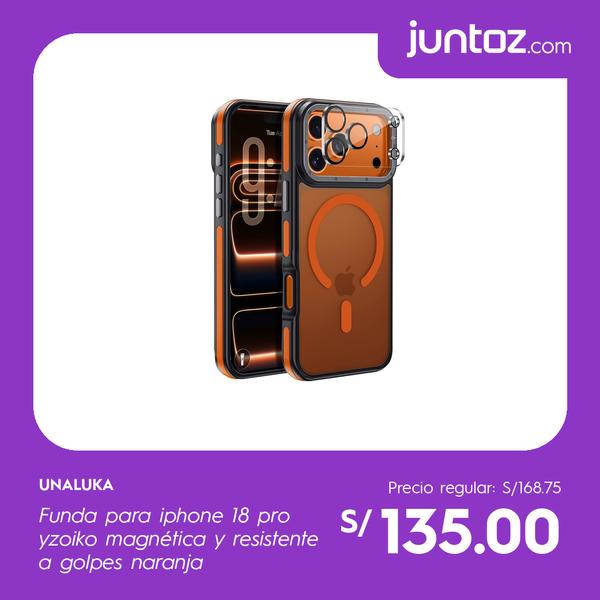 juntoz.com
UNALUKA
Funda para iphone 18 pro
yzoiko magnética y resistente
a golpes naranja
Precio regular: S/168.75
S/135.00